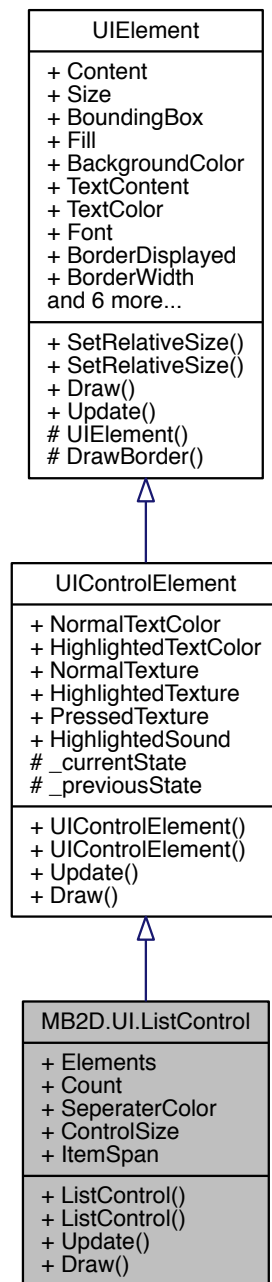 UIElement
+ Content
+ Size
+ BoundingBox
+ Fill
+ BackgroundColor
+ TextContent
+ TextColor
+ Font
+ BorderDisplayed
+ BorderWidth
and 6 more...
+ SetRelativeSize()
+ SetRelativeSize()
+ Draw()
+ Update()
# UIElement()
# DrawBorder()
UIControlElement
+ NormalTextColor
+ HighlightedTextColor
+ NormalTexture
+ HighlightedTexture
+ PressedTexture
+ HighlightedSound
# _currentState
# _previousState
+ UIControlElement()
+ UIControlElement()
+ Update()
+ Draw()
MB2D.UI.ListControl
+ Elements
+ Count
+ SeperaterColor
+ ControlSize
+ ItemSpan
+ ListControl()
+ ListControl()
+ Update()
+ Draw()